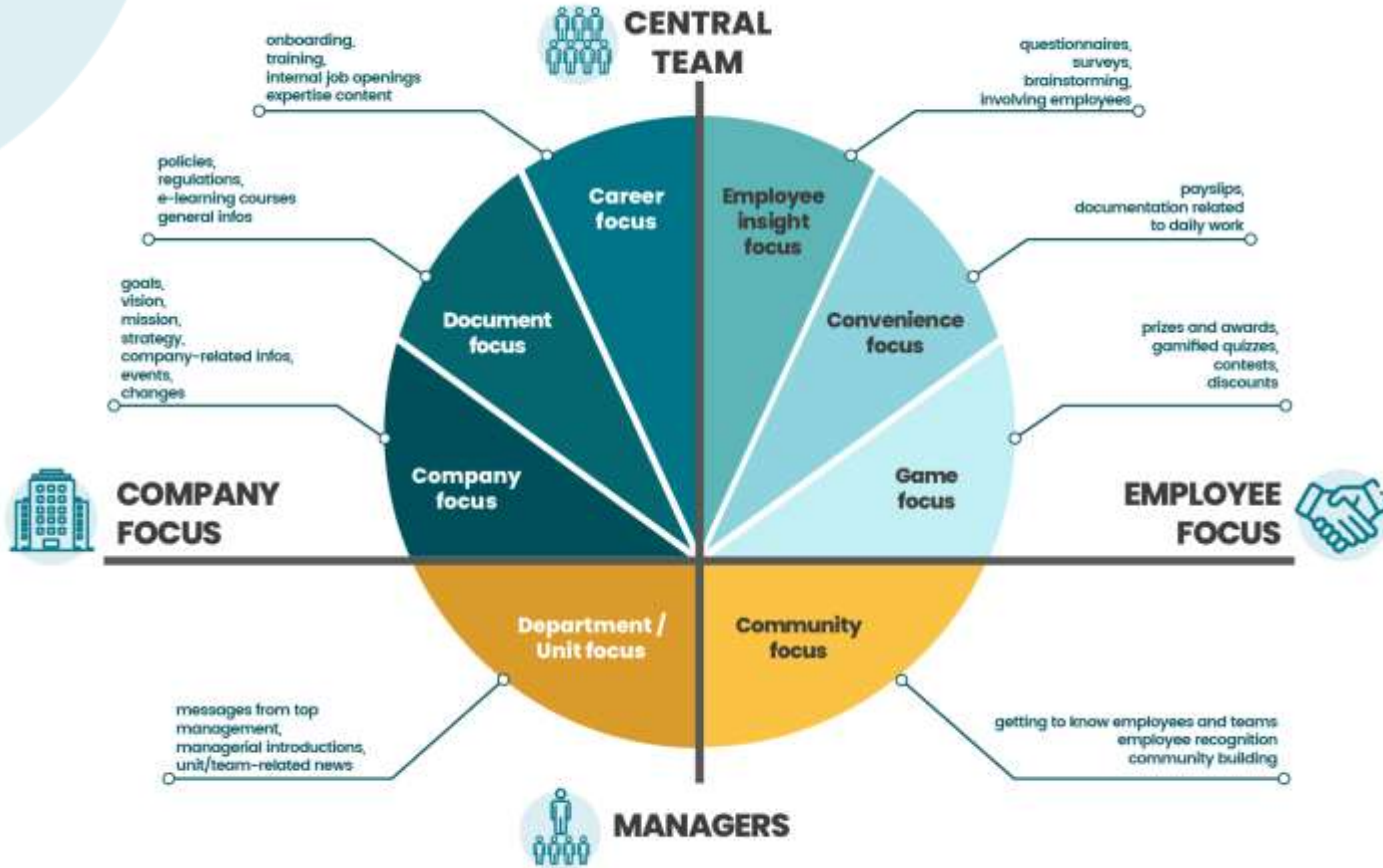 CENTRAL
TEAM
onboarding,
training,
internal job openings
expertise content
questionnaires,
surveys,
brainstorming,
involving employees
policies,
regulations,
e-learning courses
general infos
payslips,
documentation related
to daily work
Career
focus
Employee
insight
focus
goals,
vision,
mission,
strategy,
company-related infos,
events,
changes
Document
focus
Convenience
focus
prizes and awards,
gamified quizzes,
contests,
discounts
Company
focus
Game
focus
COMPANY
FOCUS
EMPLOYEE
FOCUS
Department /
Unit focus
Community
focus
messages from top
management,
managerial introductions,
unit/team-related news
getting to know employees and teams
employee recognition
community building
MANAGERS